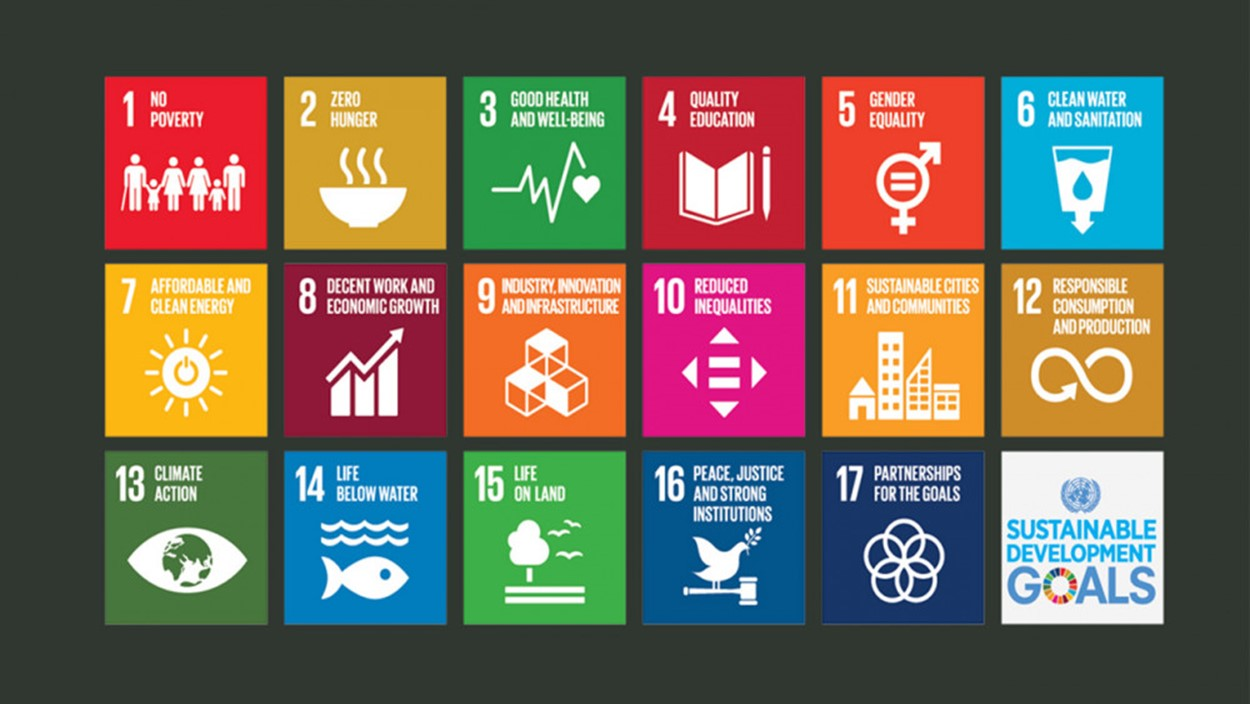 1 NO
POVERTY
2 ZERO
HUNGER
3 GOOD HEALTH
AND WELL-BEING
4 QUALITY
EDUCATION
5 GENDER
EQUALITY
6 CLEAN WATER
AND SANITATION
7 AFFORDABLE AND
CLEAN ENERGY
8 DECENT WORK AND
ECONOMIC GROWTH
9 INDUSTRY, INNOVATION
AND INFRASTRUCTURE
10 REDUCED
INEQUALITIES
11 SUSTAINABLE CITIES
AND COMMUNITIES
12 RESPONSIBLE
CONSUMPTION
AND PRODUCTION
13 CLIMATE
ACTION
14 LIFE
BELOW WATER
15 LIFE
ON LAND
16 PEACE, JUSTICE
AND STRONG
INSTITUTIONS
17 PARTNERSHIPS
FOR THE GOALS
SUSTAINABLE
DEVELOPMENT
GOALS